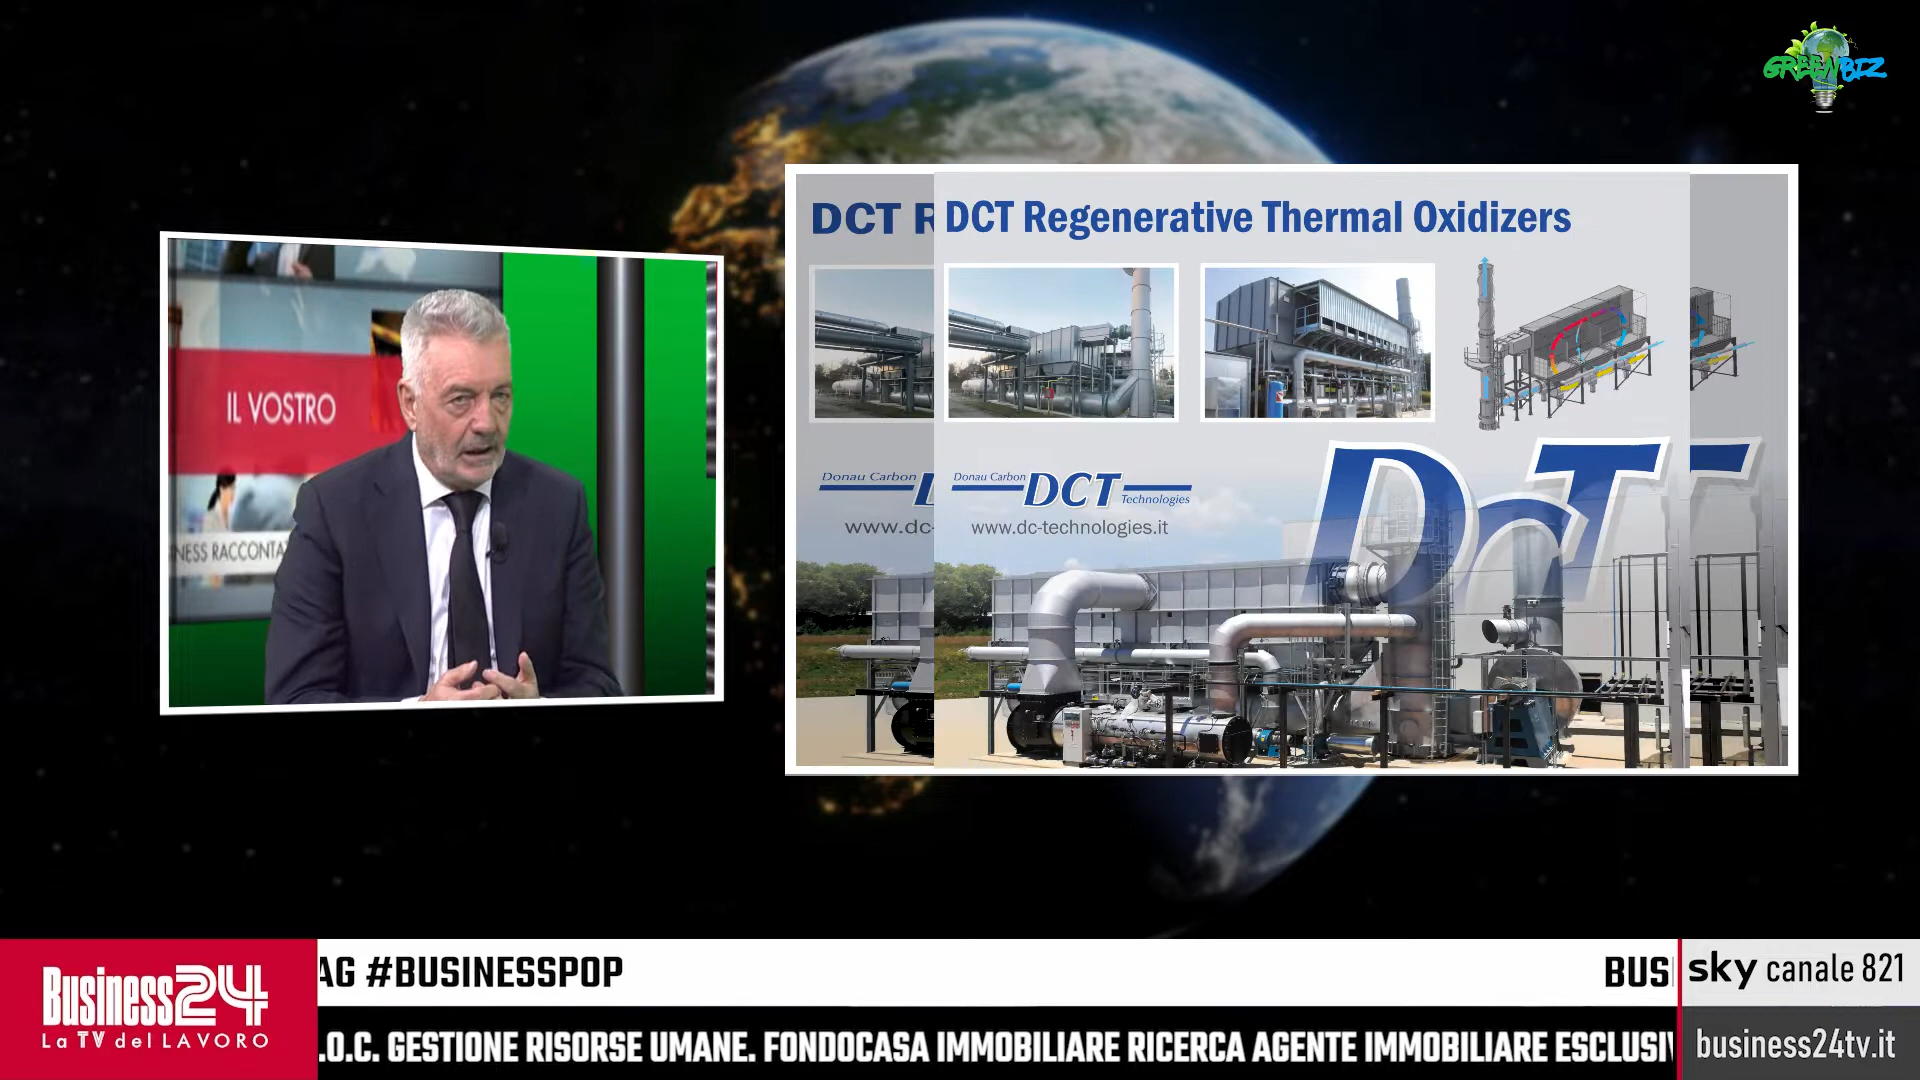 GREENBIZ
IL VOSTRO
NESS RACCONTA
DCT R
DCT Regenerative Thermal Oxidizers
Donau Carbon
Donau Carbon DCT Technologies
www.dc-
www.dc-technologies.it
DCT
Business24
La TV del LAVORO
AG #BUSINESSPOP
BUS
sky canale 821
.O.C. GESTIONE RISORSE UMANE. FONDOCASA IMMOBILIARE RICERCA AGENTE IMMOBILIARE ESCLUSIV
business24tv.it